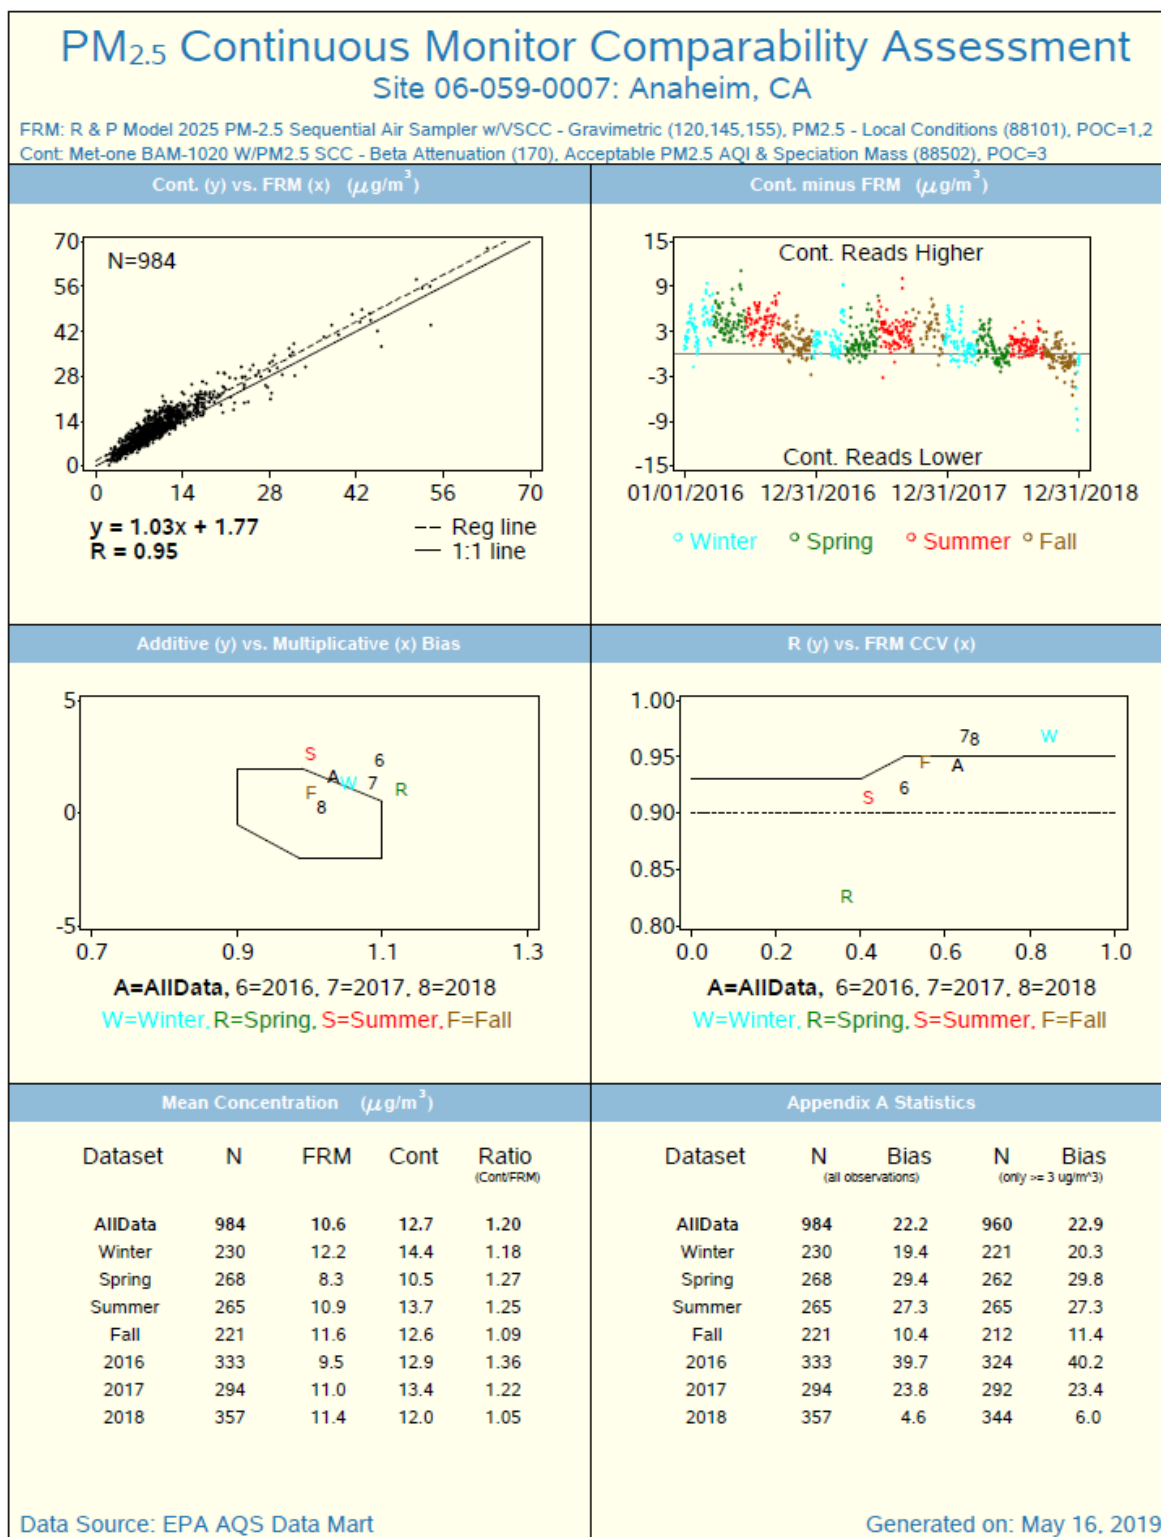 PM2.5 Continuous Monitor Comparability Assessment
Site 06-059-0007: Anaheim, CA
FRM: R & P Model 2025 PM-2.5 Sequential Air Sampler w/VSCC - Gravimetric (120,145,155), PM2.5 - Local Conditions (88101), POC=1,2
Cont: Met-one BAM-1020 W/PM2.5 SCC - Beta Attenuation (170), Acceptable PM2.5 AQI & Speciation Mass (88502), POC=3
Cont. (y) vs. FRM (x) (μg/m³)
70
56
42
28
14
0
N=984
0 14 28 42 56 70
y = 1.03x + 1.77
R = 0.95
-- Reg line
— 1:1 line
Cont. minus FRM (μg/m³)
15
9
3
-3
-9
-15
Cont. Reads Higher
Cont. Reads Lower
01/01/2016 12/31/2016 12/31/2017 12/31/2018
Winter Spring Summer Fall
Additive (y) vs. Multiplicative (x) Bias
5
0
-5
S
6
A
W
7
R
F
8
0.7 0.9 1.1 1.3
A=AllData, 6=2016, 7=2017, 8=2018
W=Winter, R=Spring, S=Summer, F=Fall
R (y) vs. FRM CCV (x)
1.00
0.95
0.90
0.85
0.80
7
8
W
F
A
6
S
R
0.0 0.2 0.4 0.6 0.8 1.0
A=AllData, 6=2016, 7=2017, 8=2018
W=Winter, R=Spring, S=Summer, F=Fall
Mean Concentration (μg/m³)
Dataset N FRM Cont Ratio
(Cont/FRM)
AllData 984 10.6 12.7 1.20
Winter 230 12.2 14.4 1.18
Spring 268 8.3 10.5 1.27
Summer 265 10.9 13.7 1.25
Fall 221 11.6 12.6 1.09
2016 333 9.5 12.9 1.36
2017 294 11.0 13.4 1.22
2018 357 11.4 12.0 1.05
Appendix A Statistics
Dataset N Bias N Bias
(all observations) (only >= 3 ug/m^3)
AllData 984 22.2 960 22.9
Winter 230 19.4 221 20.3
Spring 268 29.4 262 29.8
Summer 265 27.3 265 27.3
Fall 221 10.4 212 11.4
2016 333 39.7 324 40.2
2017 294 23.8 292 23.4
2018 357 4.6 344 6.0
Data Source: EPA AQS Data Mart
Generated on: May 16, 2019